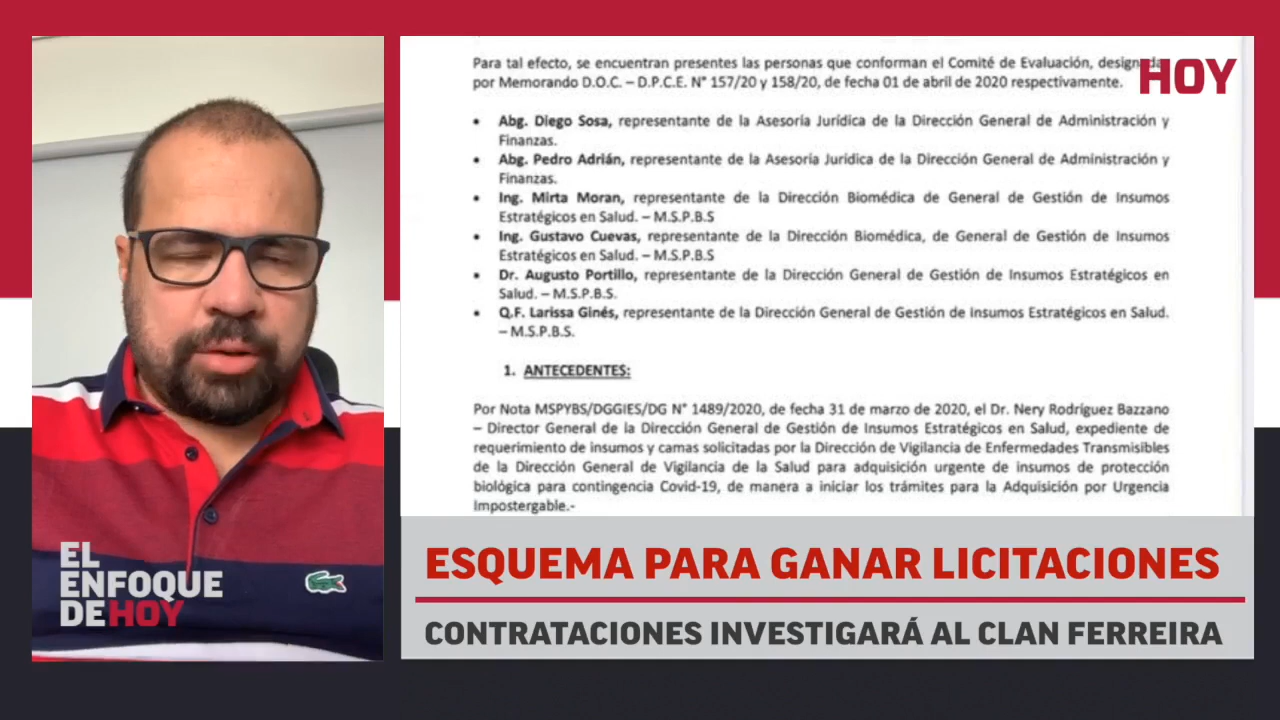 Para tal efecto, se encuentran presentes las personas que conforman el Comité de Evaluación,
HOY
por Memorando D.O.C. – D.P.C.E. N° 157/20 y 158/20, de fecha 01 de abril de 2020 respectivamente.
• Abg. Diego Sosa, representante de la Asesoría Jurídica de la Dirección General de Administración y
Finanzas.
• Abg. Pedro Adrián, representante de la Asesoría Jurídica de la Dirección General de Administración y
Finanzas.
• Ing. Mirta Moran, representante de la Dirección Biomédica de General de Gestión de Insumos
Estratégicos en Salud. – M.S.P.B.S
• Ing. Gustavo Cuevas, representante de la Dirección Biomédica, de General de Gestión de Insumos
Estratégicos en Salud. – M.S.P.B.S
• Dr. Augusto Portillo, representante de la Dirección General de Gestión de Insumos Estratégicos en
Salud. – M.S.P.B.S.
• Q.F. Larissa Ginés, representante de la Dirección General de Gestión de Insumos Estratégicos en Salud.
– M.S.P.B.S.
1. ANTECEDENTES:
Por Nota MSPYBS/DGGIES/DG N° 1489/2020, de fecha 31 de marzo de 2020, el Dr. Nery Rodríguez Bazzano
– Director General de la Dirección General de Gestión de Insumos Estratégicos en Salud, expediente de
requerimiento de insumos y camas solicitadas por la Dirección de Vigilancia de Enfermedades Transmisibles
de la Dirección General de Vigilancia de la Salud para adquisición urgente de insumos de protección
biológica para contingencia Covid-19, de manera a iniciar los trámites para la Adquisición por Urgencia
Impostergable.-
EL
ENFOQUE
DEHOY
ESQUEMA PARA GANAR LICITACIONES
CONTRATACIONES INVESTIGARÁ AL CLAN FERREIRA